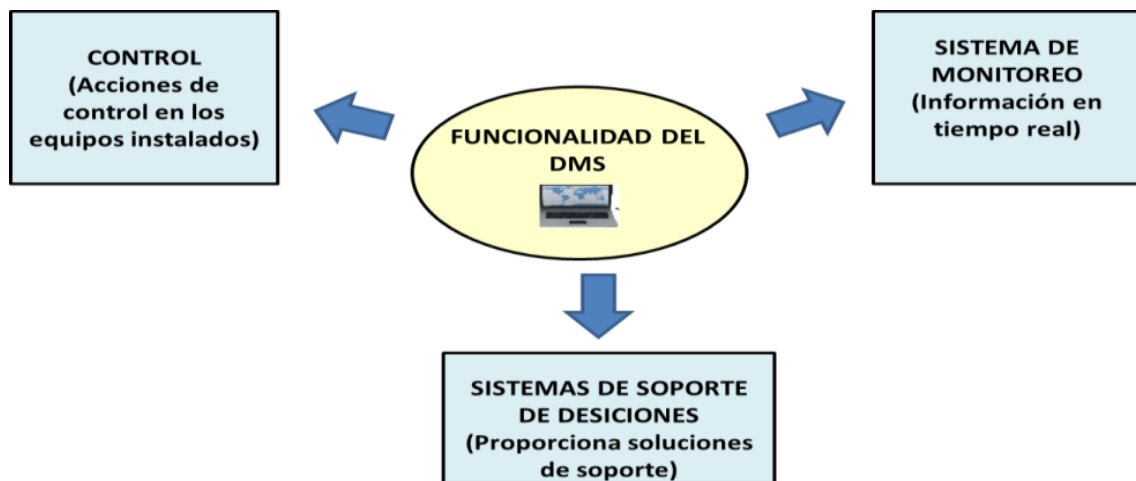 CONTROL
(Acciones de
control en los
equipos instalados)
SISTEMA DE
MONITOREO
(Información en
tiempo real)
FUNCIONALIDAD DEL
DMS
SISTEMAS DE SOPORTE
DE DESICIONES
(Proporciona soluciones
de soporte)